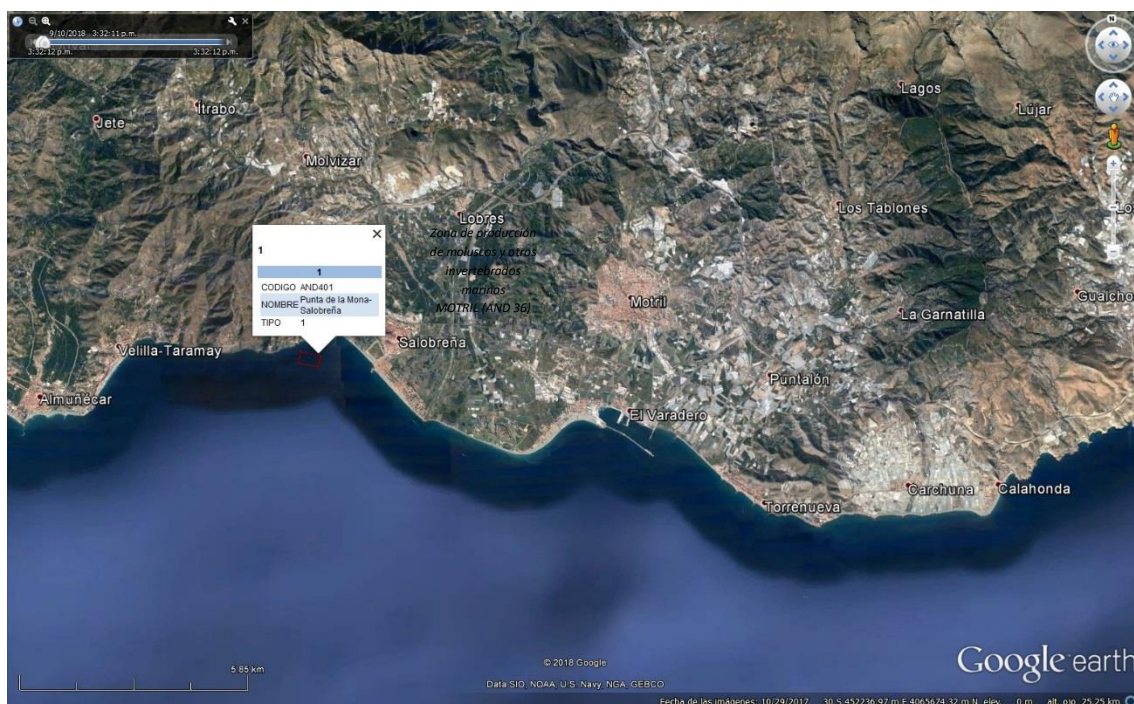 9/10/2018 3:32:11 p.m.
3:32:12 p.m.
3:32:12 p.m.
N
Lagos
Lújar
Jete
Itrabo
Molvízar
Lobres
Los Tablones
Zona de producción
de moluscos y otros
invertebrados
marinos
MOTRIL (AND 36)
1
1
CODIGO AND401
NOMBRE Punta de la Mona-
Salobreña
TIPO 1
Motril
Gualcho
La Garnatilla
Salobreña
Velilla-Taramay
Puntalón
Almuñécar
El Varadero
Carchuna
Calahonda
Torrenueva
5.85 km
© 2018 Google
Data SIO, NOAA, U.S. Navy, NGA, GEBCO
Google earth
Fecha de las imágenes: 10/29/2017 30 S 452236.97 m E 4065674.32 m N elev. 0 m alt. ojo 25.25 km